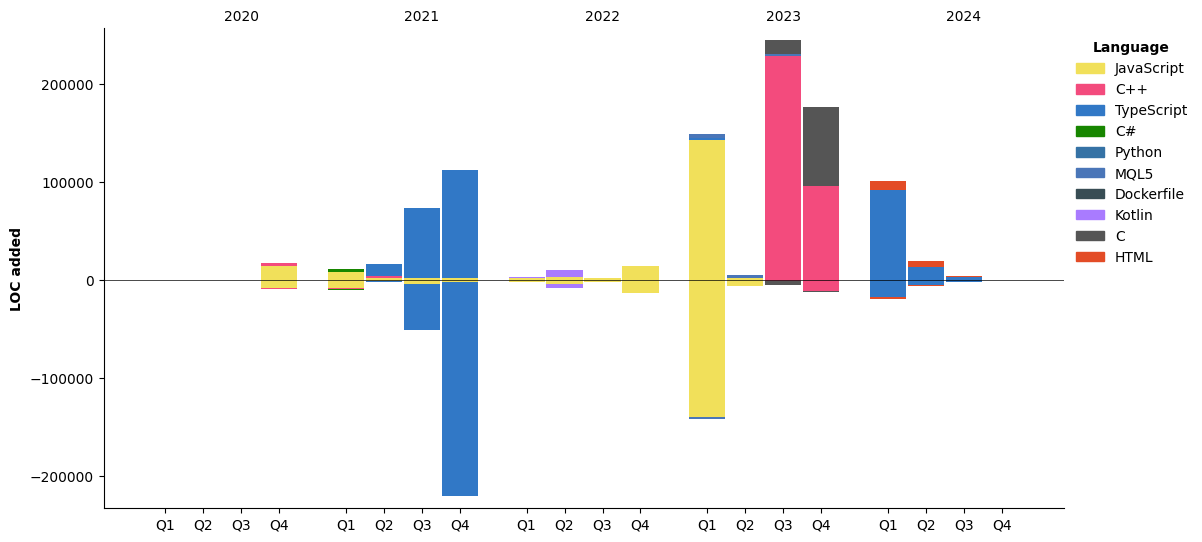 2020 2021 2022 2023 2024
LOC added
200000
100000
0
−100000
−200000
Q1 Q2 Q3 Q4 Q1 Q2 Q3 Q4 Q1 Q2 Q3 Q4 Q1 Q2 Q3 Q4 Q1 Q2 Q3 Q4
Language
JavaScript
C++
TypeScript
C#
Python
MQL5
Dockerfile
Kotlin
C
HTML